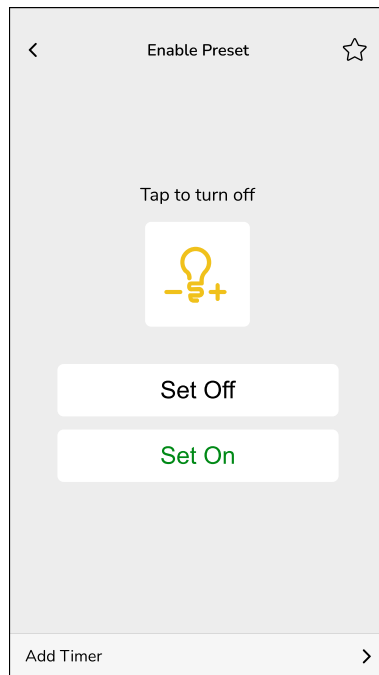 Enable Preset
Tap to turn off
Set Off
Set On
Add Timer